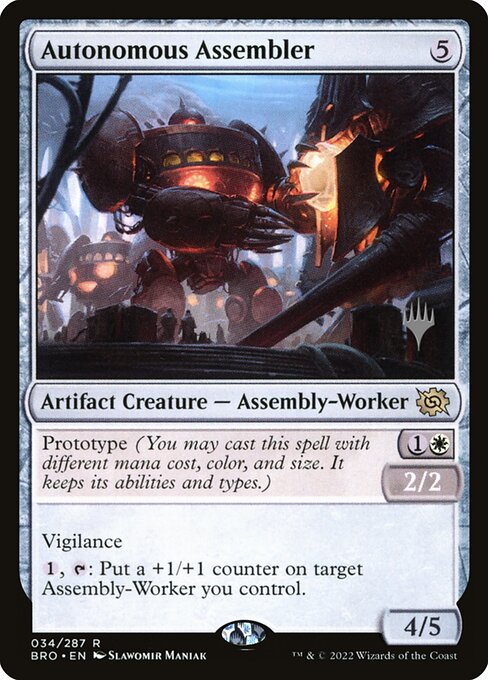 Autonomous Assembler 5
Artifact Creature — Assembly-Worker
Prototype (You may cast this spell with 1
different mana cost, color, and size. It
keeps its abilities and types.) 2/2
Vigilance
1, : Put a +1/+1 counter on target
Assembly-Worker you control.
4/5
034/287 R
BRO • EN SLAWOMIR MANIAK ™ & © 2022 Wizards of the Coast